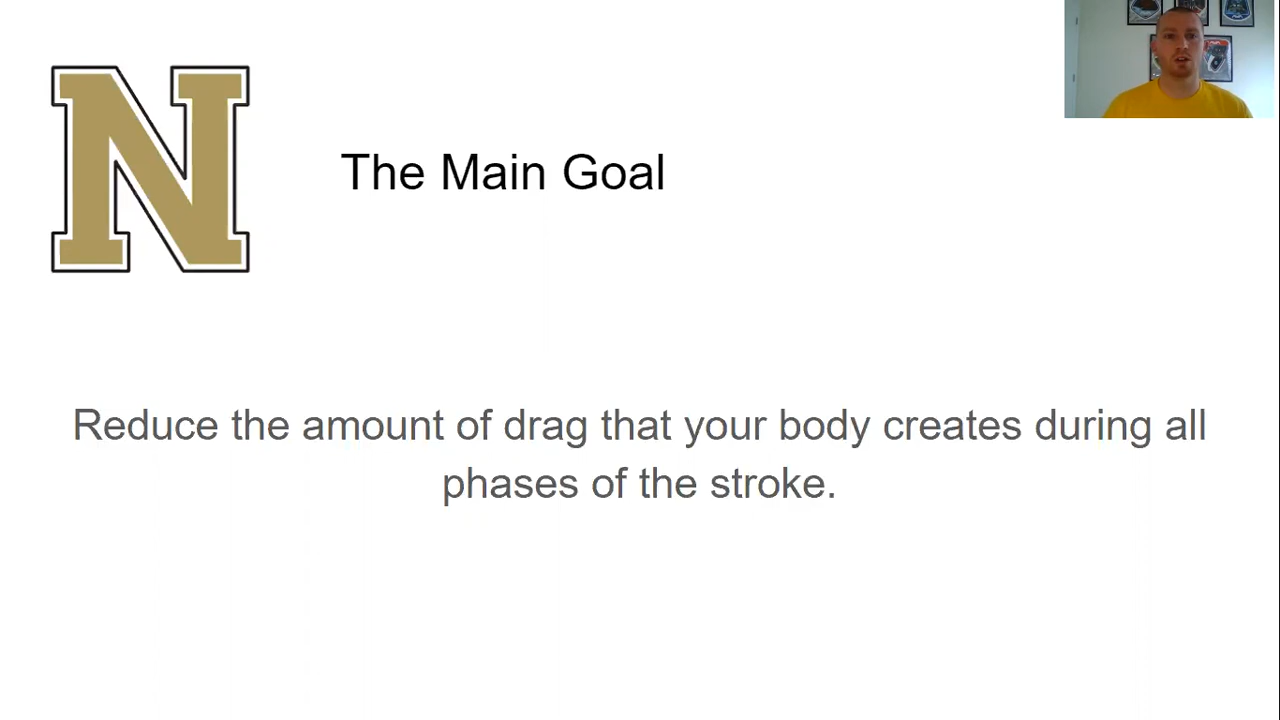 N
The Main Goal
Reduce the amount of drag that your body creates during all
phases of the stroke.